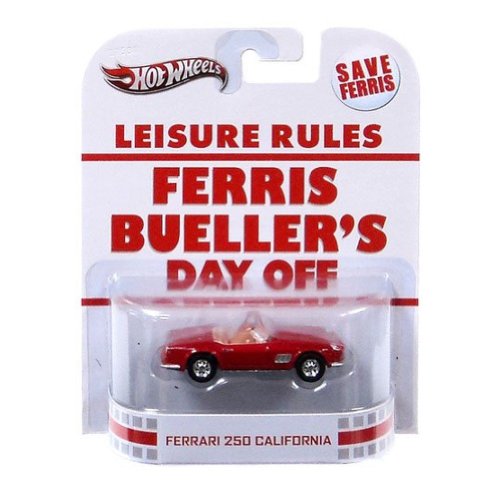 HOT WHEELS
SAVE
FERRIS
LEISURE RULES
FERRIS
BUELLER'S
DAY OFF
FERRARI 250 CALIFORNIA